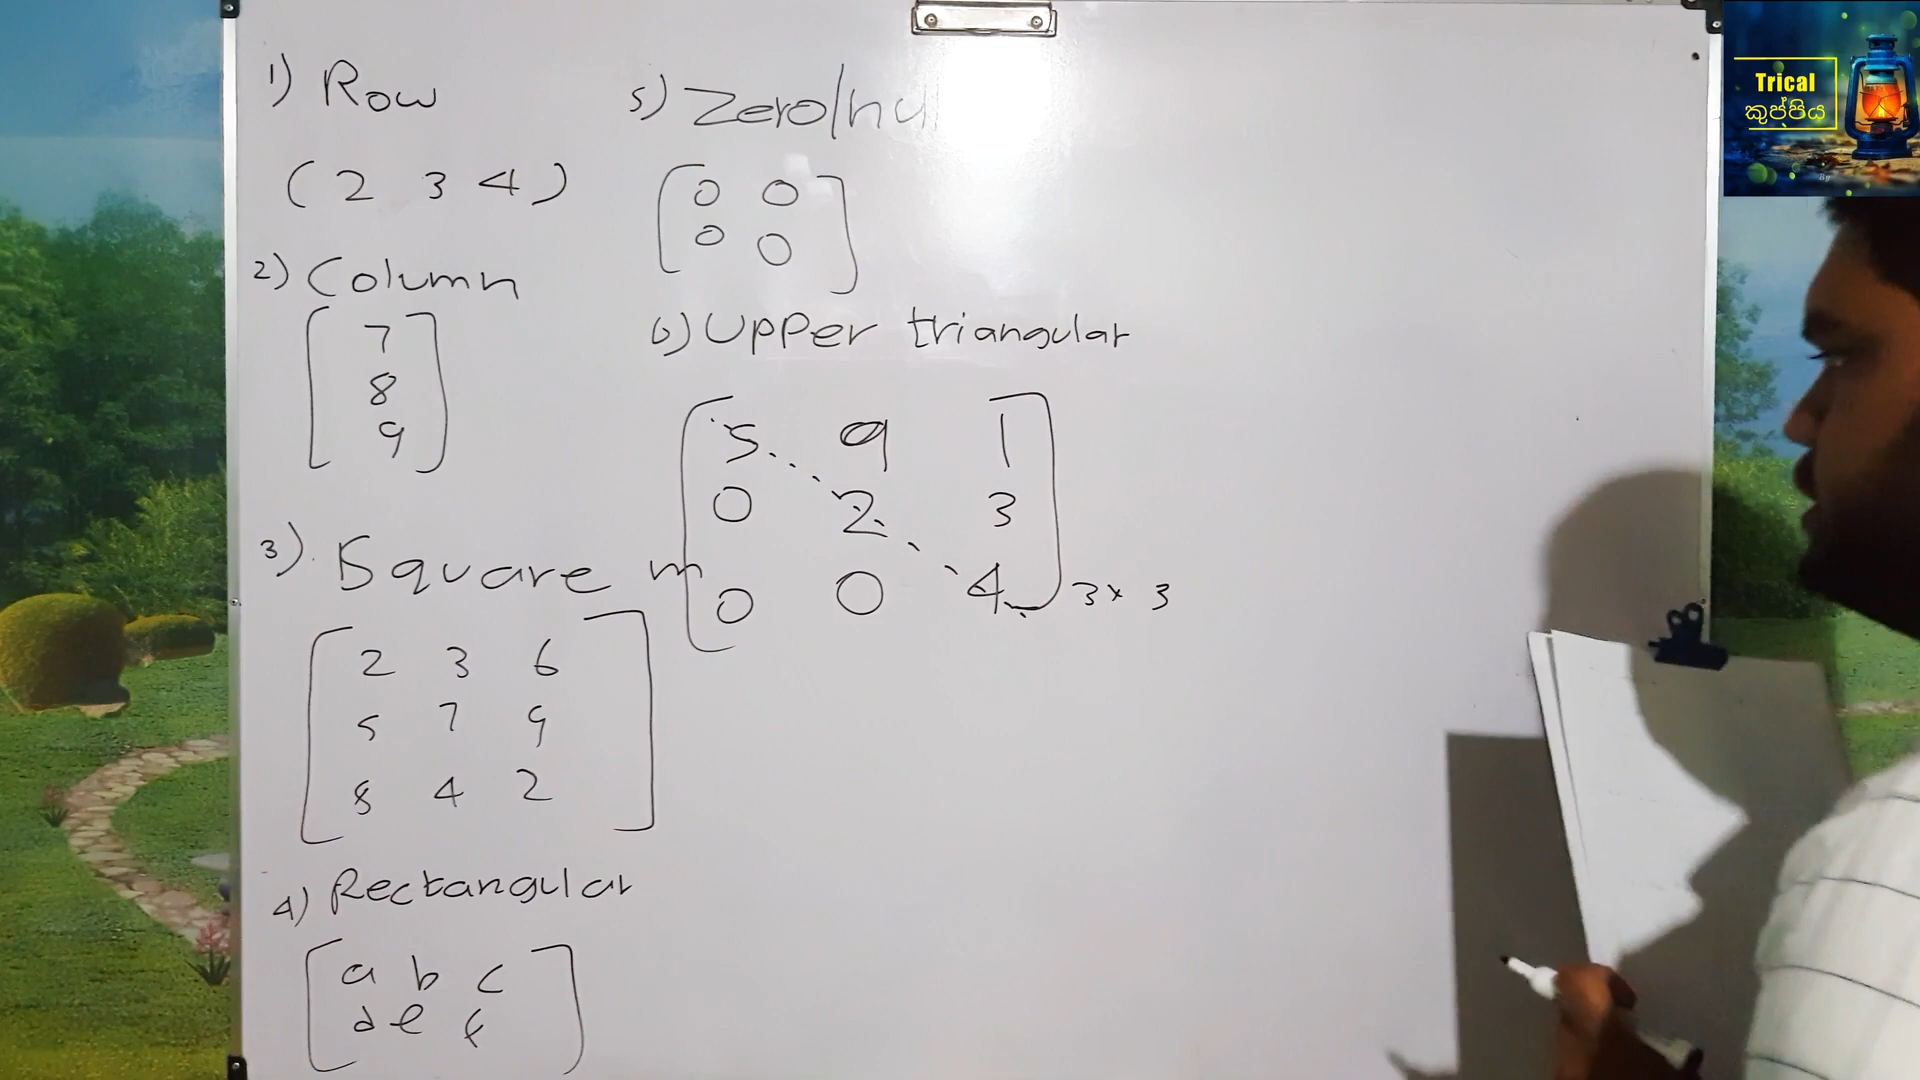 1) Row
(2 3 4)
2) Column
7
8
9
3) Square m
2 3 6
5 7 9
8 4 2
4) Rectangular
a b c
d e f
5) Zero/nu
0 0
0 0
6) Upper triangular
5 9 1
0 2 3
0 0 4 3x3
Trical
කුප්පිය